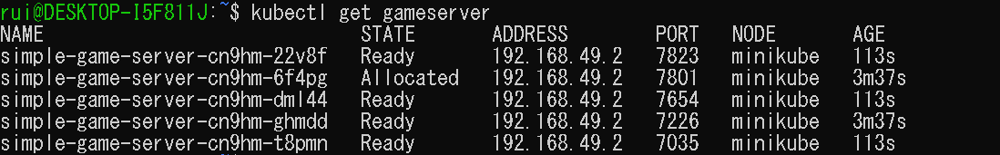 rui@DESKTOP-I5F811J:~$ kubectl get gameserver
NAME STATE ADDRESS PORT NODE AGE
simple-game-server-cn9hm-22v8f Ready 192.168.49.2 7823 minikube 113s
simple-game-server-cn9hm-6f4pg Allocated 192.168.49.2 7801 minikube 3m37s
simple-game-server-cn9hm-dml44 Ready 192.168.49.2 7654 minikube 113s
simple-game-server-cn9hm-ghmdd Ready 192.168.49.2 7226 minikube 3m37s
simple-game-server-cn9hm-t8pmn Ready 192.168.49.2 7035 minikube 113s